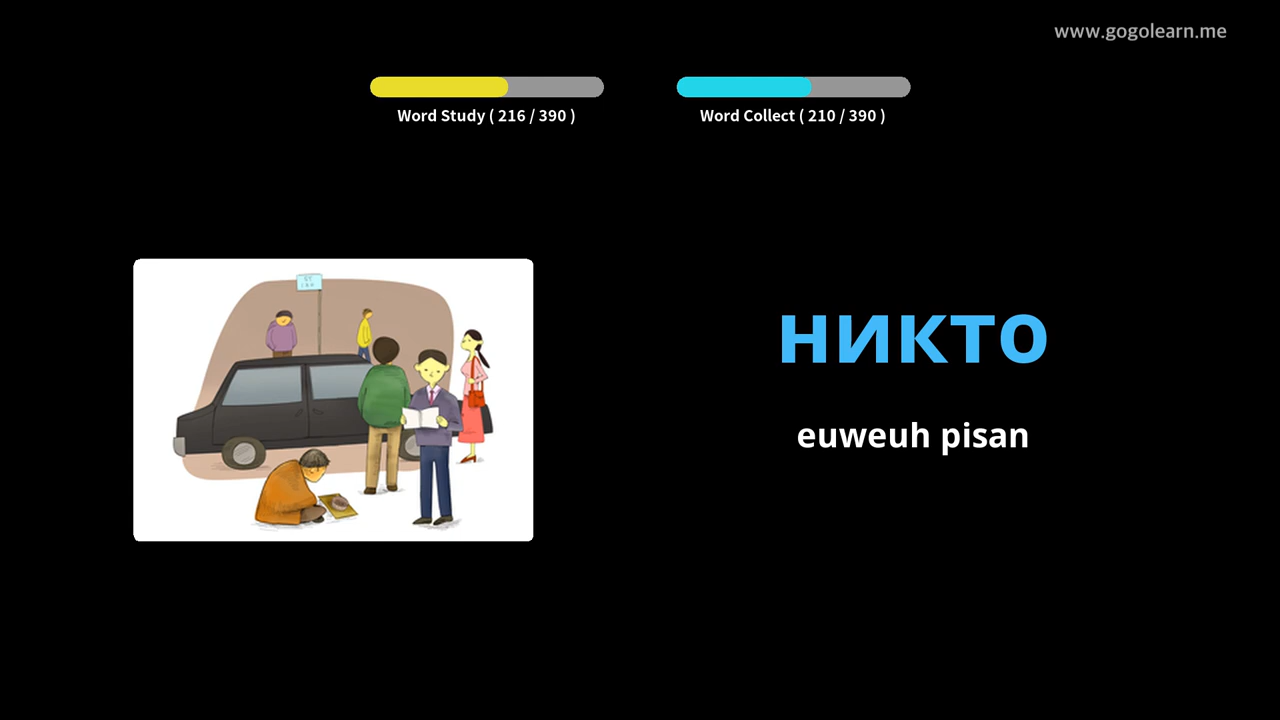 www.gogolearn.me
Word Study ( 216 / 390 )
Word Collect ( 210 / 390 )
никто
euweuh pisan